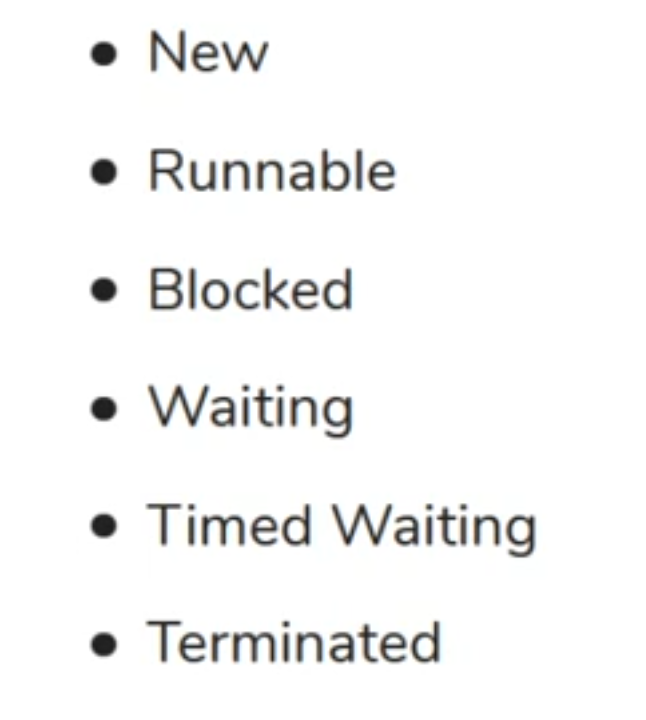 • New
• Runnable
• Blocked
• Waiting
• Timed Waiting
• Terminated